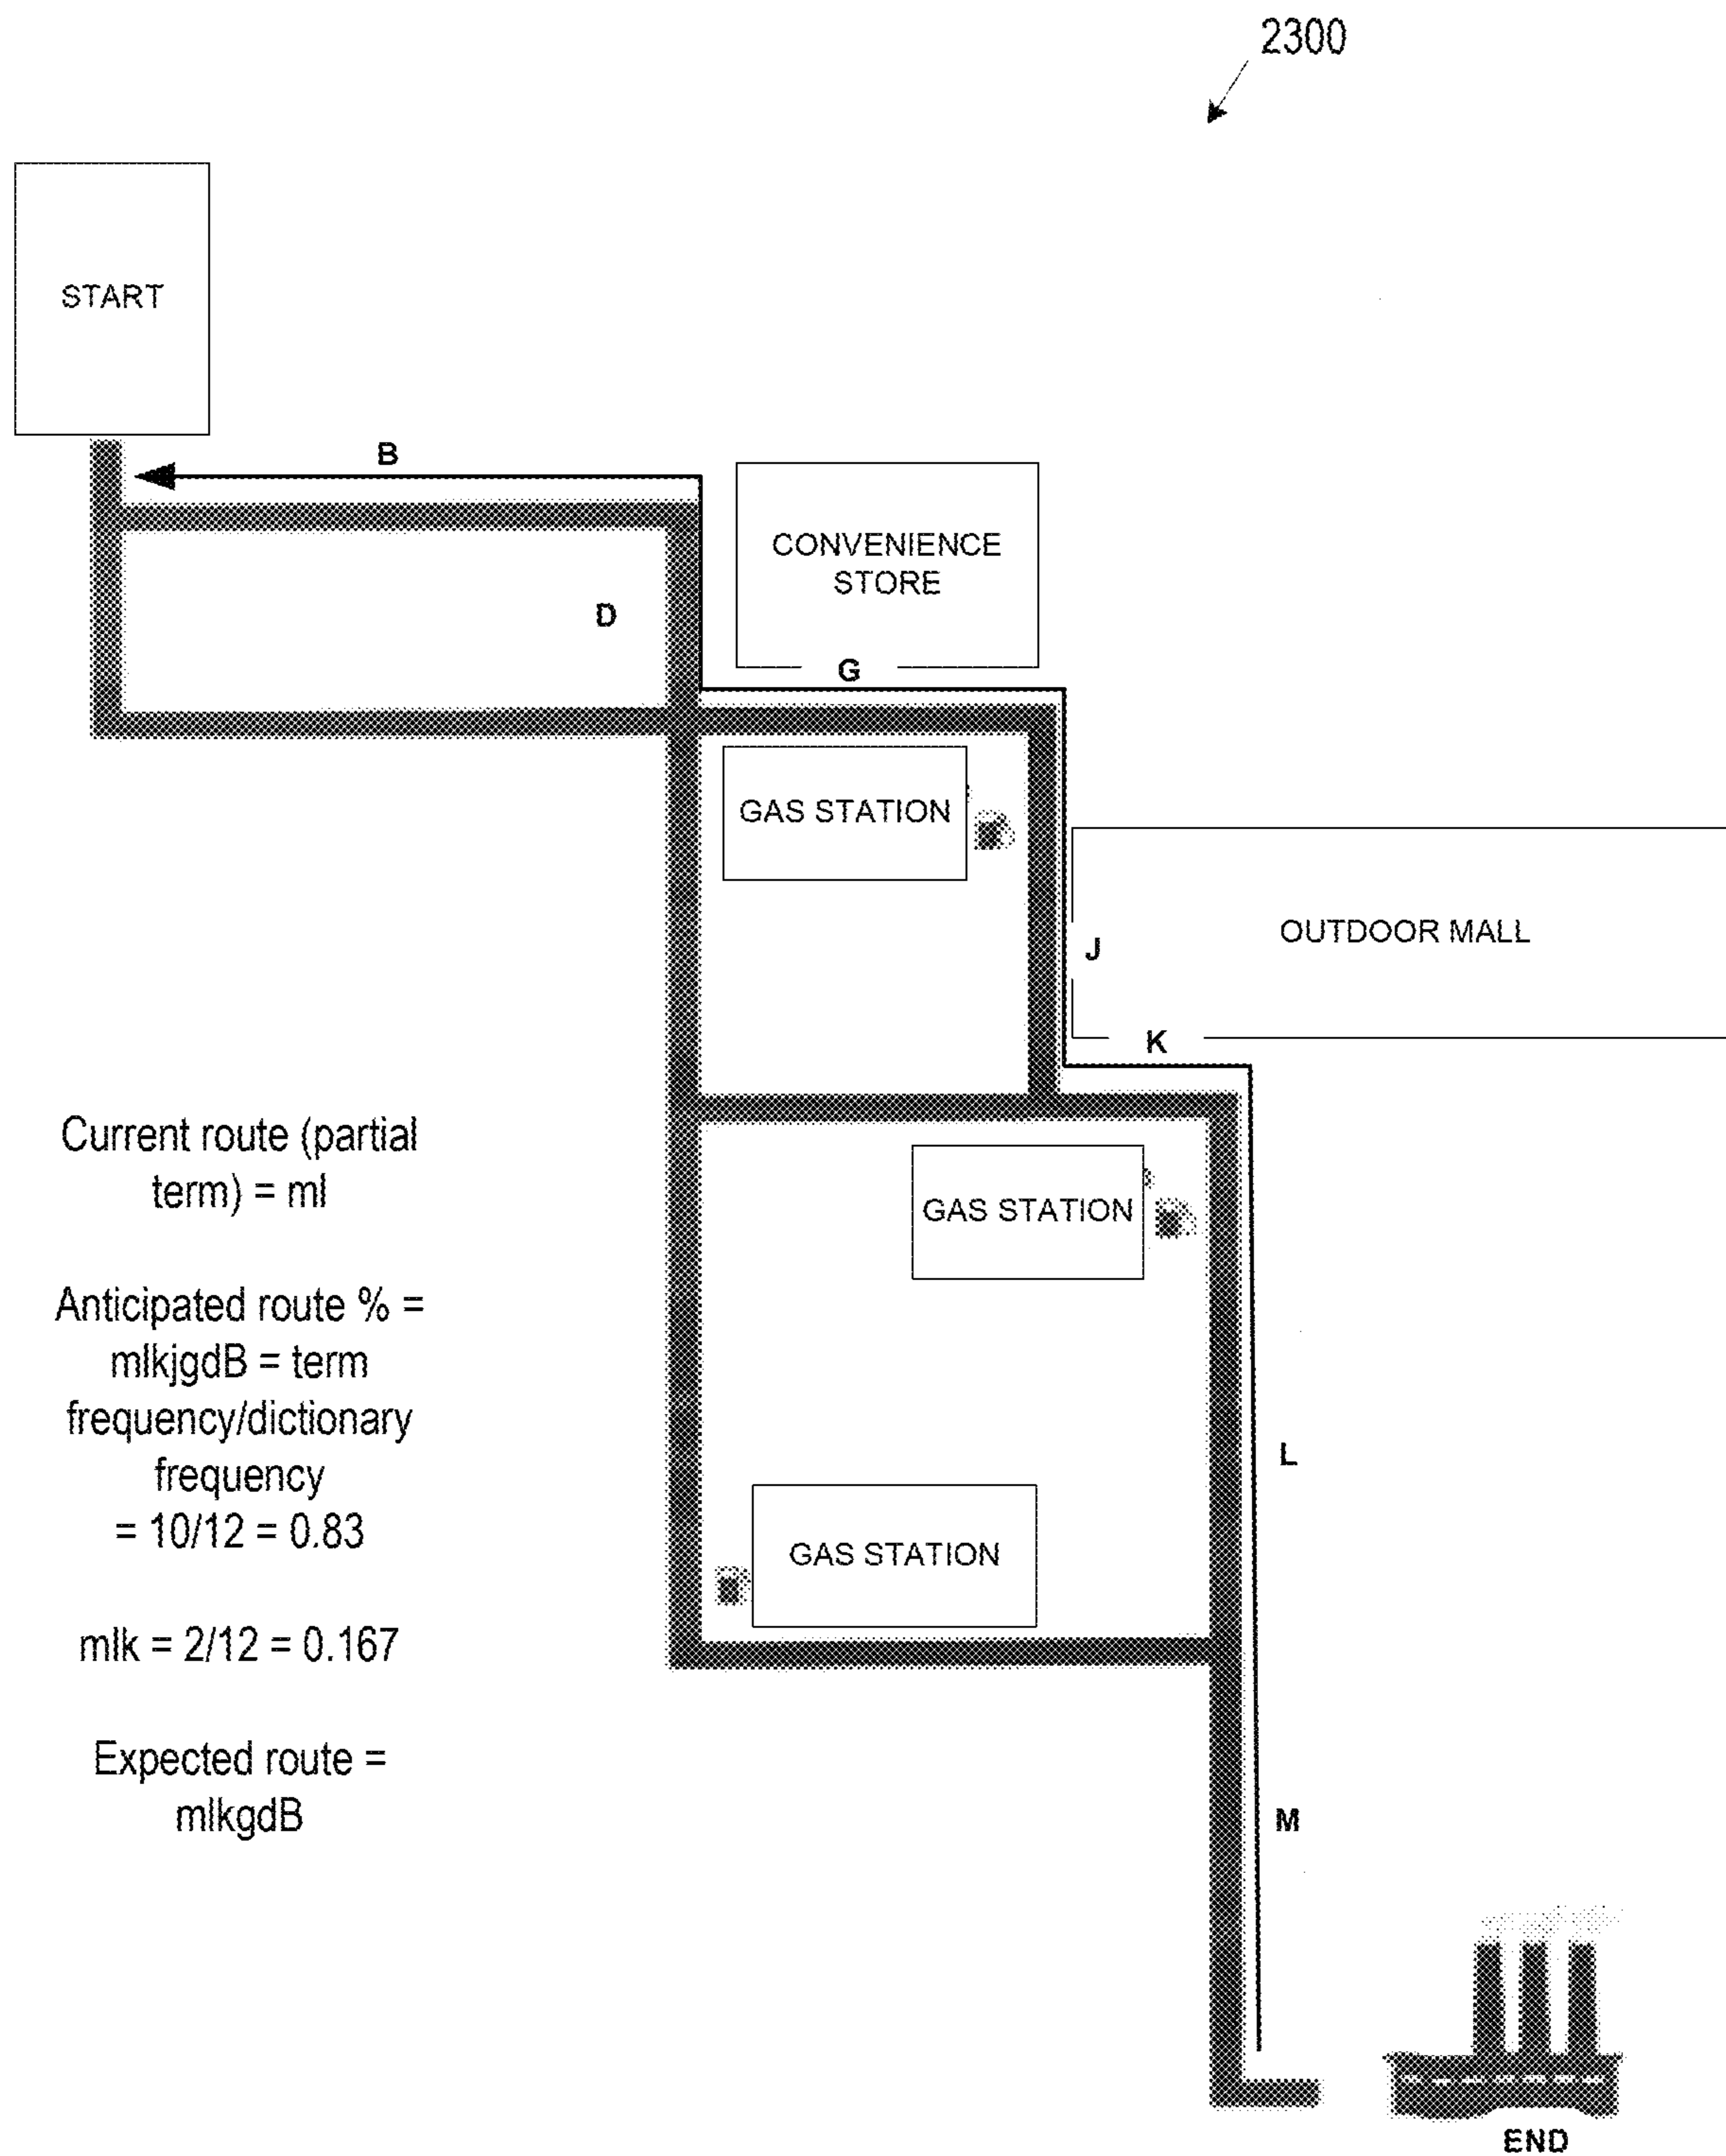 2300
START
B
CONVENIENCE
STORE
D
G
GAS STATION
OUTDOOR MALL
J
K
Current route (partial
term) = ml
GAS STATION
Anticipated route % =
mlkjgdB = term
frequency/dictionary
frequency
= 10/12 = 0.83
L
GAS STATION
mlk = 2/12 = 0.167
Expected route =
mlkgdB
M
END